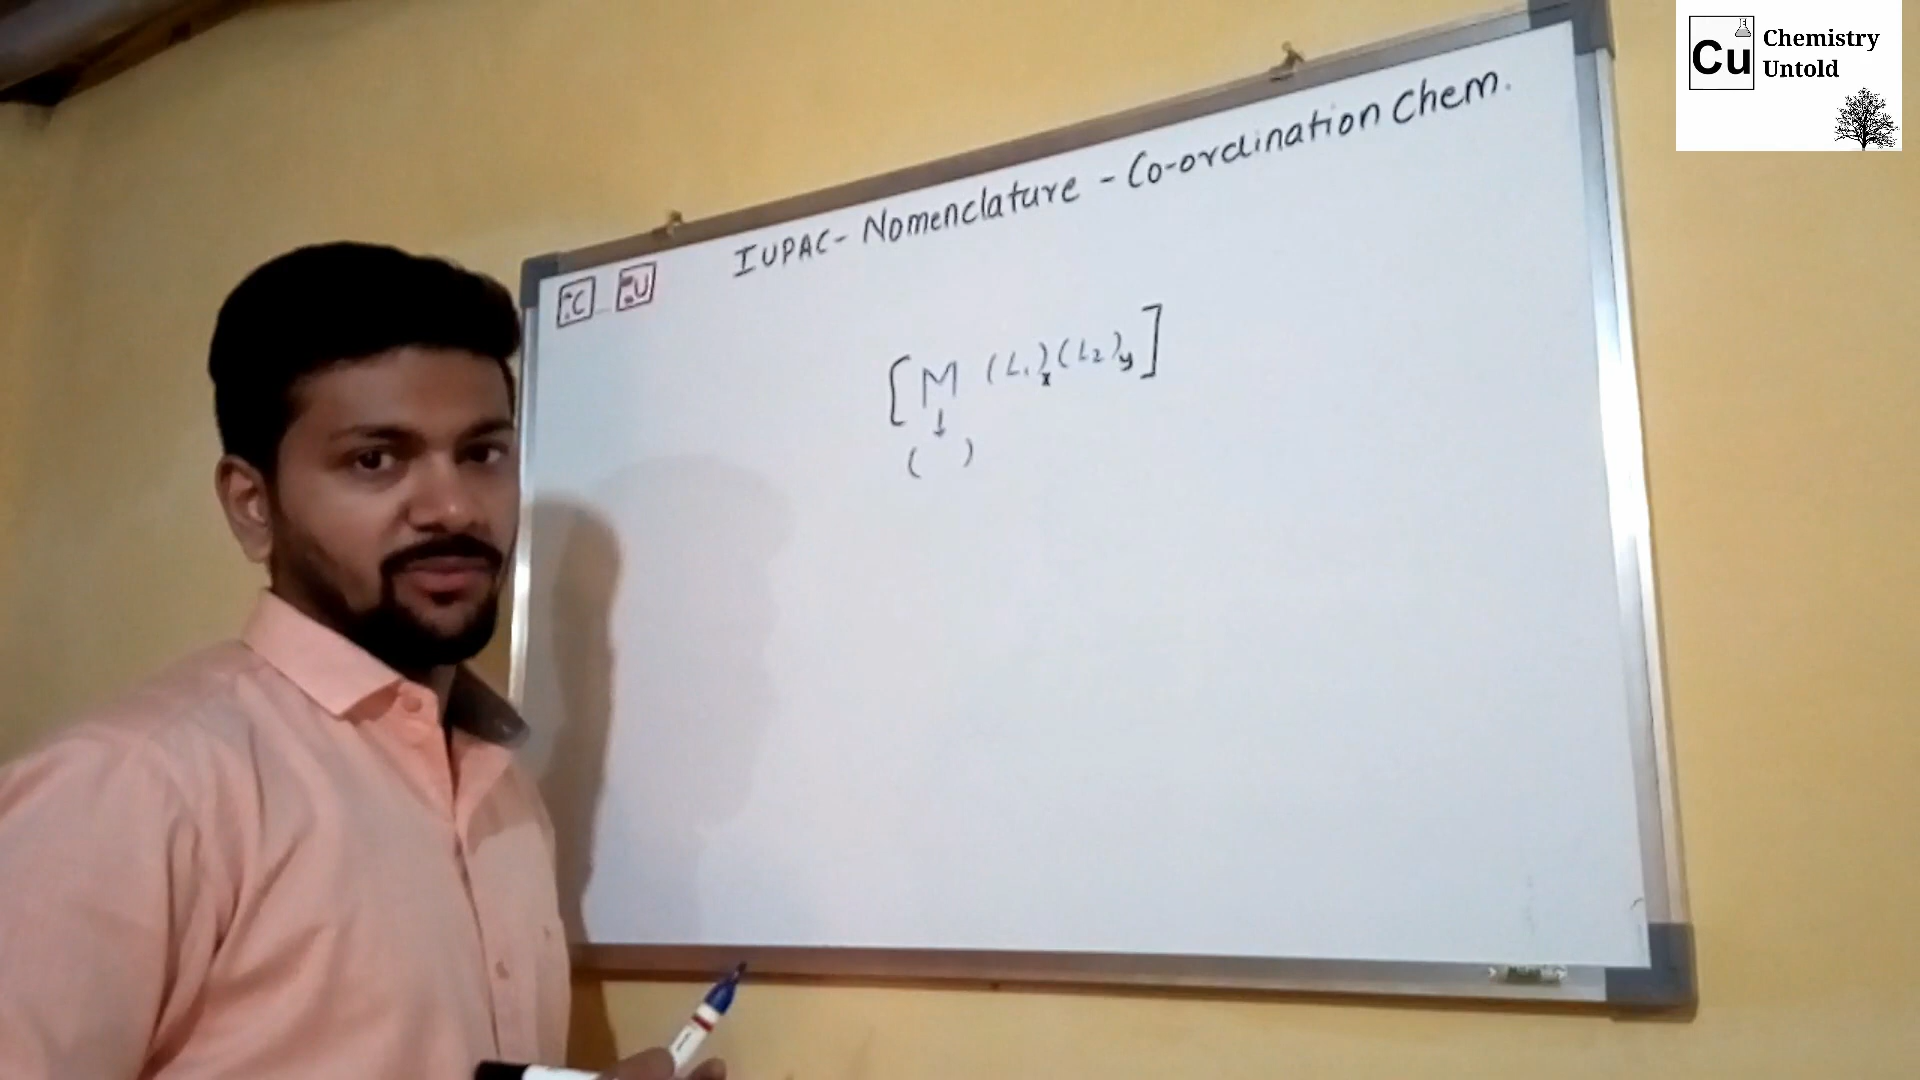 Cu Chemistry
Untold
IUPAC- Nomenclature - Co-ordination Chem.
C U
[M (L1)x (L2)y]
↓
( )